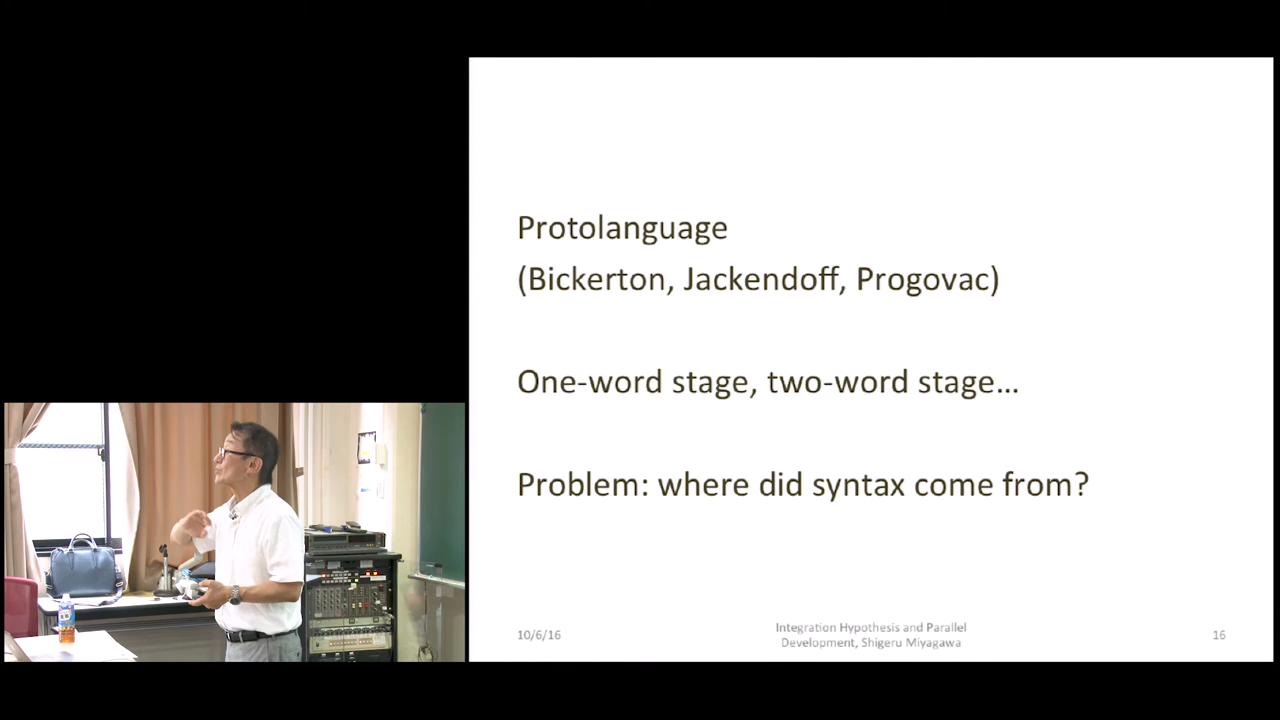 Protolanguage
(Bickerton, Jackendoff, Progovac)
One-word stage, two-word stage…
Problem: where did syntax come from?
10/6/16
Integration Hypothesis and Parallel
Development, Shigeru Miyagawa
16